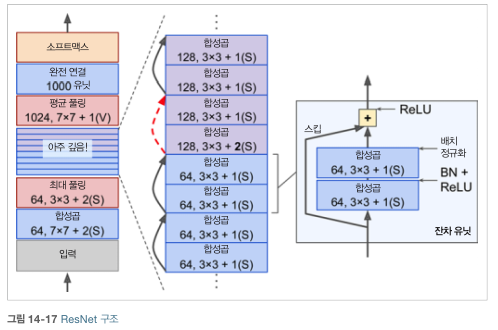 소프트맥스
완전 연결
1000 유닛
평균 풀링
1024, 7×7 + 1(V)
아주 깊음!
최대 풀링
64, 3×3 + 2(S)
합성곱
64, 7×7 + 2(S)
입력
합성곱
128, 3×3 + 1(S)
합성곱
128, 3×3 + 1(S)
합성곱
128, 3×3 + 1(S)
합성곱
128, 3×3 + 2(S)
합성곱
64, 3×3 + 1(S)
합성곱
64, 3×3 + 1(S)
합성곱
64, 3×3 + 1(S)
합성곱
64, 3×3 + 1(S)
ReLU
+
스킵
배치
정규화
합성곱
64, 3×3 + 1(S)
BN +
ReLU
합성곱
64, 3×3 + 1(S)
잔차 유닛
그림 14-17 ResNet 구조